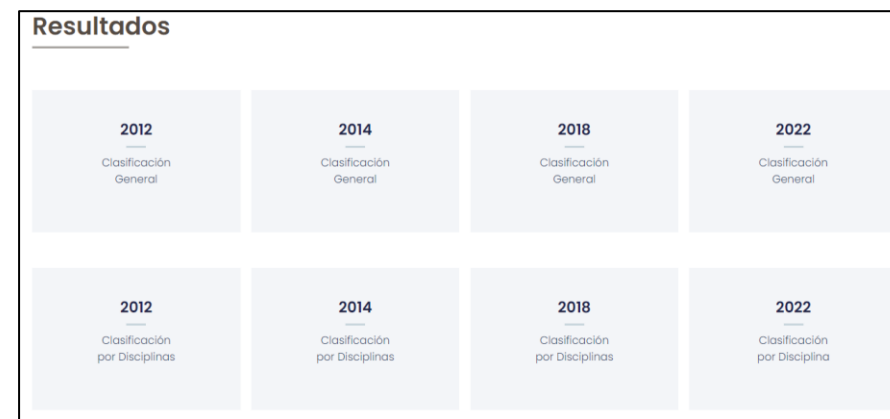 Resultados
2012
Clasificación
General
2014
Clasificación
General
2018
Clasificación
General
2022
Clasificación
General
2012
Clasificación
por Disciplinas
2014
Clasificación
por Disciplinas
2018
Clasificación
por Disciplinas
2022
Clasificación
por Disciplina